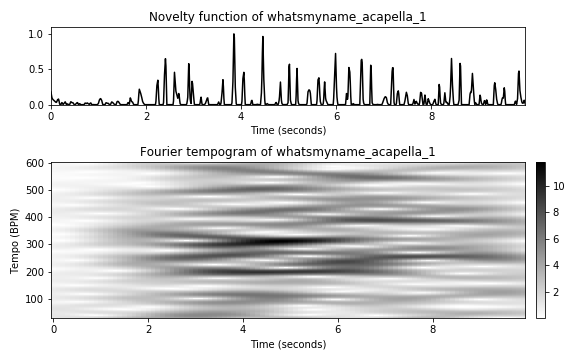 Novelty function of whatsmyname_acapella_1
1.0
0.5
0.0
0 2 4 6 8
Time (seconds)
Fourier tempogram of whatsmyname_acapella_1
600
500
400
300
200
100
Tempo (BPM)
10
8
6
4
2
0 2 4 6 8
Time (seconds)